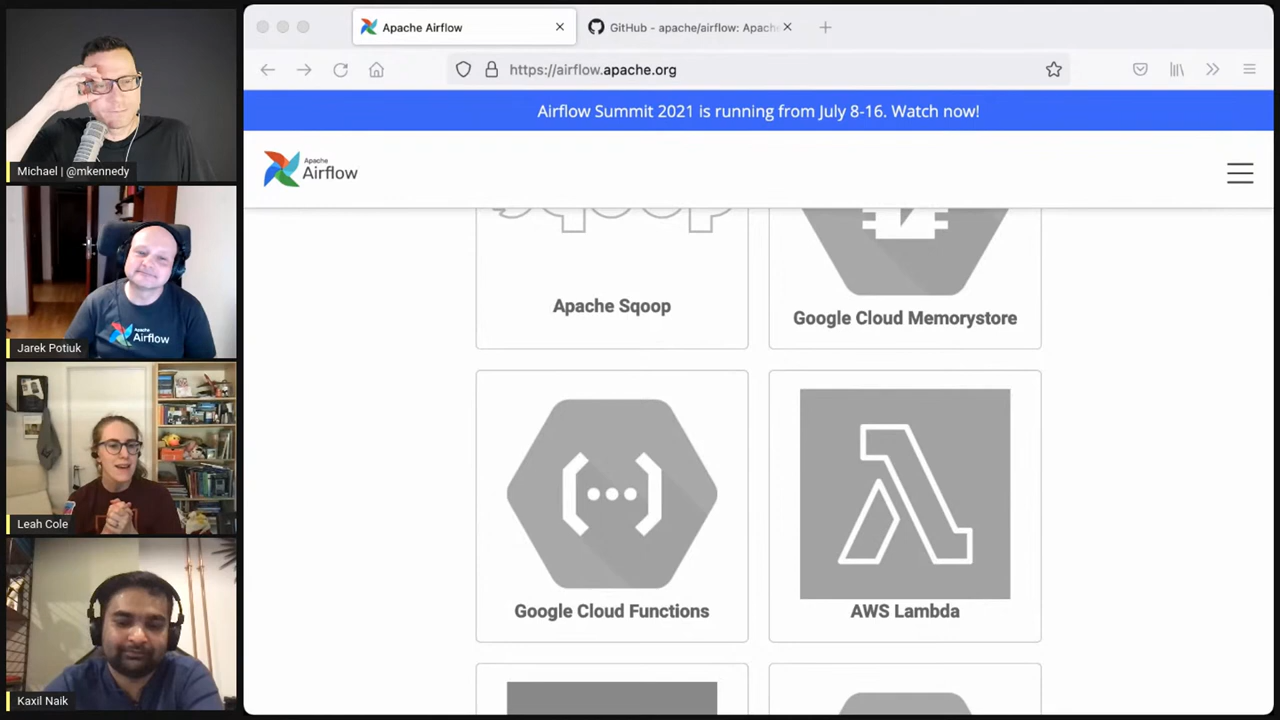 Michael | @mkennedy
Apache
Airflow
Jarek Potiuk
Leah Cole
Kaxil Naik
Apache Airflow
GitHub - apache/airflow: Apache
https://airflow.apache.org
Airflow Summit 2021 is running from July 8-16. Watch now!
Apache
Airflow
Apache Sqoop
Google Cloud Memorystore
Google Cloud Functions
AWS Lambda